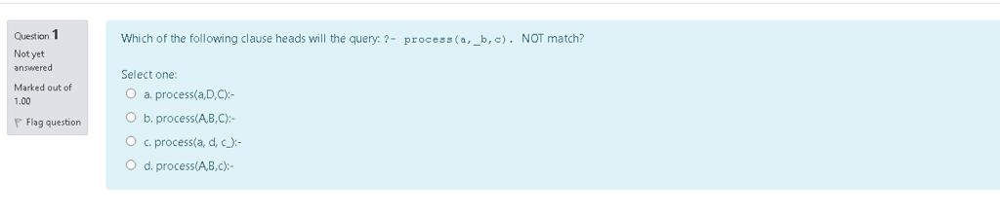 Question 1
Not yet
answered
Marked out of
1.00
Flag question
Which of the following clause heads will the query: ?- process(a,_b,c). NOT match?
Select one:
a. process(a,D,C):-
b. process(A,B,C):-
c. process(a, d, c_):-
d. process(A,B,c):-